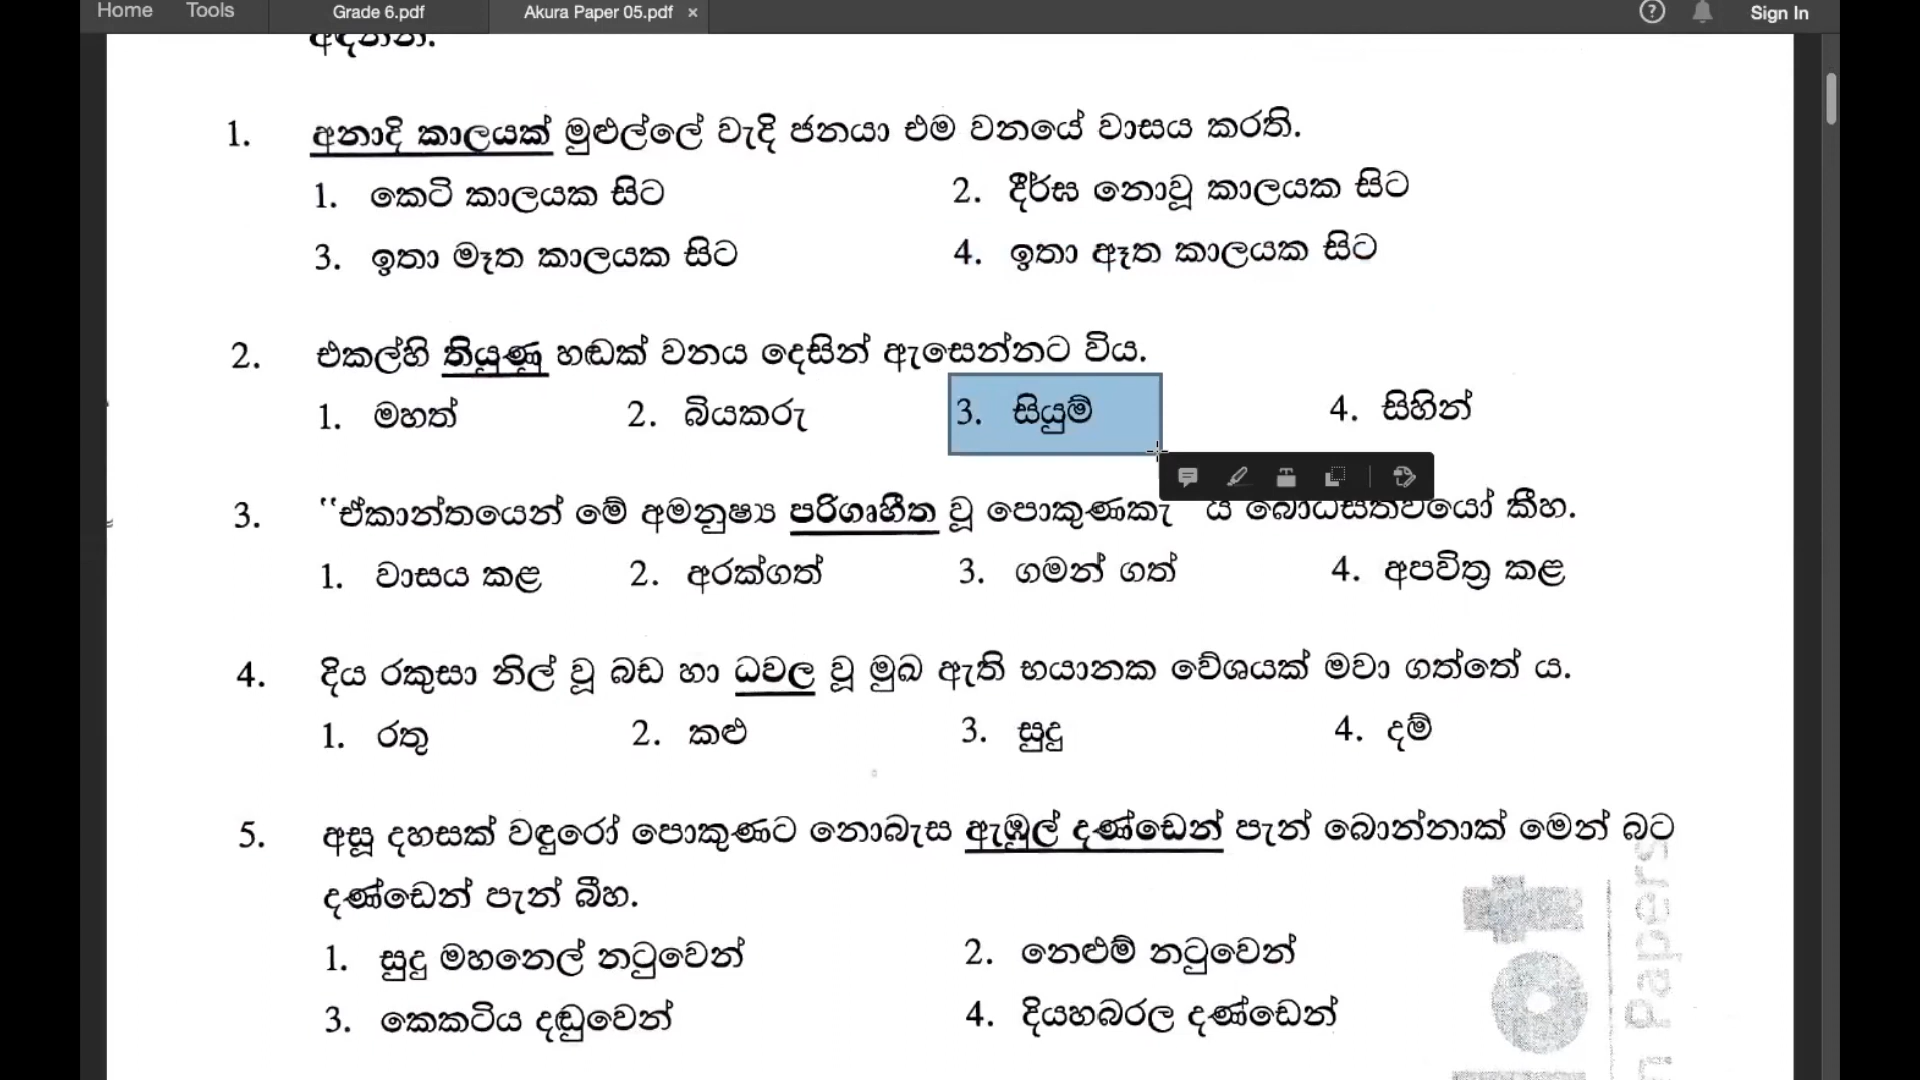 Home Tools Grade 6.pdf Akura Paper 05.pdf × ? Sign In
1. අනාදි කාලයක් මුළුල්ලේ වැදි ජනයා එම වනයේ වාසය කරති.
1. කෙටි කාලයක සිට 2. දීර්ඝ නොවූ කාලයක සිට
3. ඉතා මෑත කාලයක සිට 4. ඉතා ඈත කාලයක සිට
2. එකල්හි තියුණු හඬක් වනය දෙසින් ඇසෙන්නට විය.
1. මහත් 2. බියකරු 3. සියුම් 4. සිහින්
3. "ඒකාන්තයෙන් මේ අමනුෂ්‍ය පරිගෘහීත වූ පොකුණකැ" යි බෝධිසත්වයෝ කීහ.
1. වාසය කළ 2. අරක්ගත් 3. ගමන් ගත් 4. අපවිත්‍ර කළ
4. දිය රකුසා නිල් වූ බඩ හා ධවල වූ මුඛ ඇති භයානක වේශයක් මවා ගත්තේ ය.
1. රතු 2. කළු 3. සුදු 4. දම්
5. අසූ දහසක් වඳුරෝ පොකුණට නොබැස ඇඹුල් දණ්ඩෙන් පැන් බොන්නාක් මෙන් බට
දණ්ඩෙන් පැන් බීහ.
1. සුදු මහනෙල් නටුවෙන් 2. නෙළුම් නටුවෙන්
3. කෙකටිය දඬුවෙන් 4. දියහබරල දණ්ඩෙන්
Papers